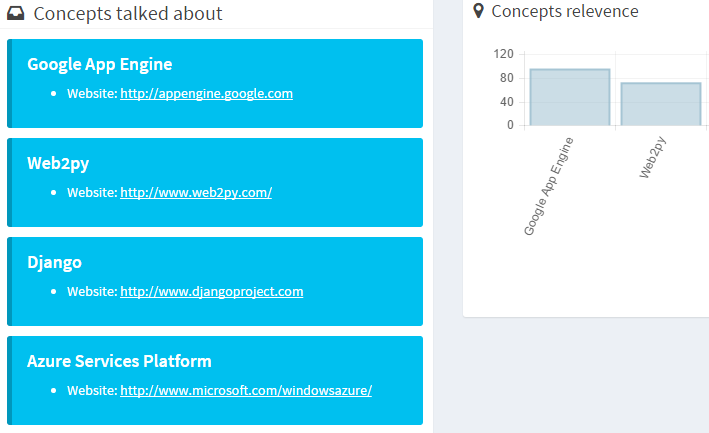 Concepts talked about
Google App Engine
Website: http://appengine.google.com
Web2py
Website: http://www.web2py.com/
Django
Website: http://www.djangoproject.com
Azure Services Platform
Website: http://www.microsoft.com/windowsazure/
Concepts relevence
120
80
40
0
Google App Engine
Web2py